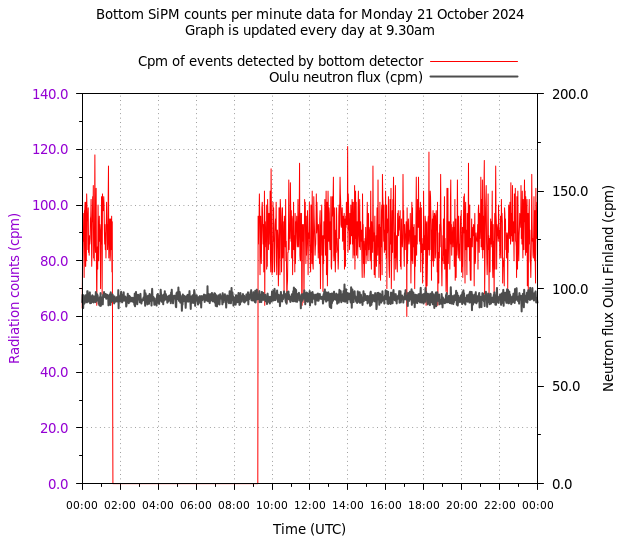 Bottom SiPM counts per minute data for Monday 21 October 2024
Graph is updated every day at 9.30am
Cpm of events detected by bottom detector
Oulu neutron flux (cpm)
140.0
120.0
100.0
80.0
60.0
40.0
20.0
0.0
Radiation counts (cpm)
200.0
150.0
100.0
50.0
0.0
Neutron flux Oulu Finland (cpm)
00:00 02:00 04:00 06:00 08:00 10:00 12:00 14:00 16:00 18:00 20:00 22:00 00:00
Time (UTC)